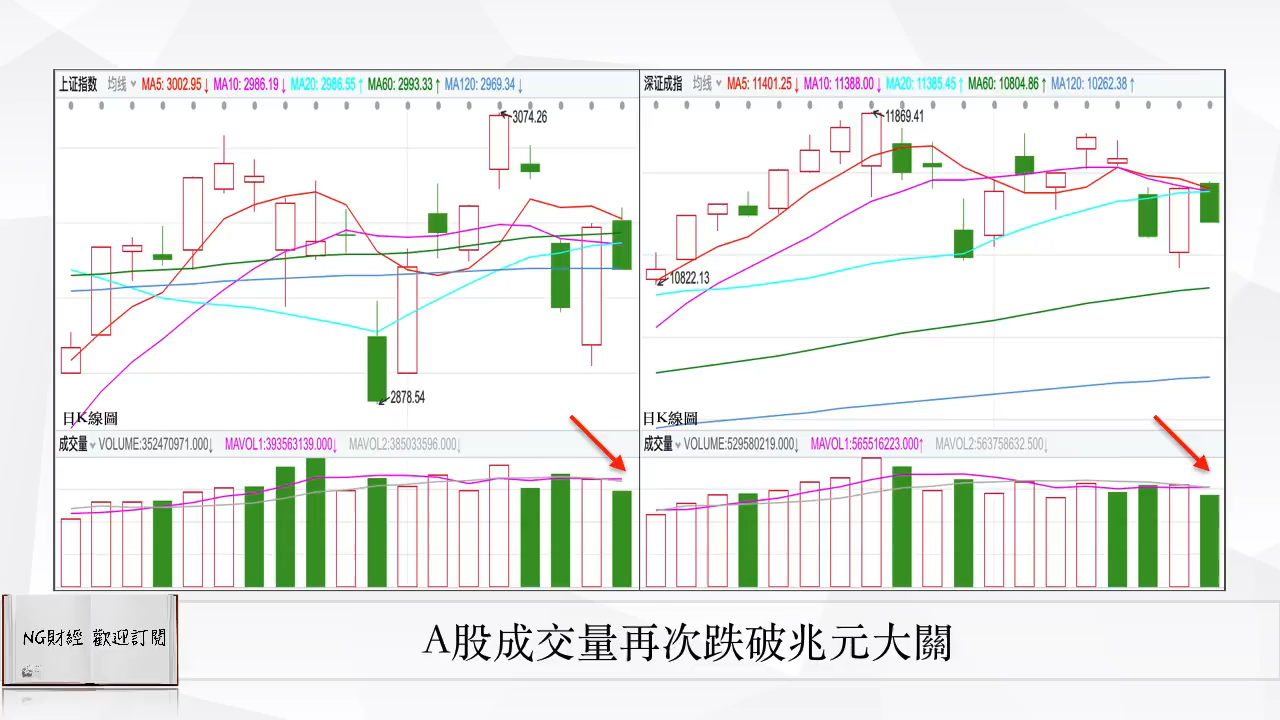 上证指数 均线 MA5: 3002.95↓ MA10: 2986.19↓ MA20: 2986.55↑ MA60: 2993.33↑ MA120: 2969.34↓
3074.26
2878.54
日K線圖
成交量 VOLUME:352470971.000↓ MAVOL1:393563139.000↓ MAVOL2:385033596.000↓
深证成指 均线 MA5: 11401.25↓ MA10: 11388.00↓ MA20: 11385.45↑ MA60: 10804.86↑ MA120: 10262.38↑
11869.41
10822.13
日K線圖
成交量 VOLUME:529580219.000↓ MAVOL1:565516223.000↑ MAVOL2:563758632.500↓
NG財經 歡迎訂閱
A股成交量再次跌破兆元大關